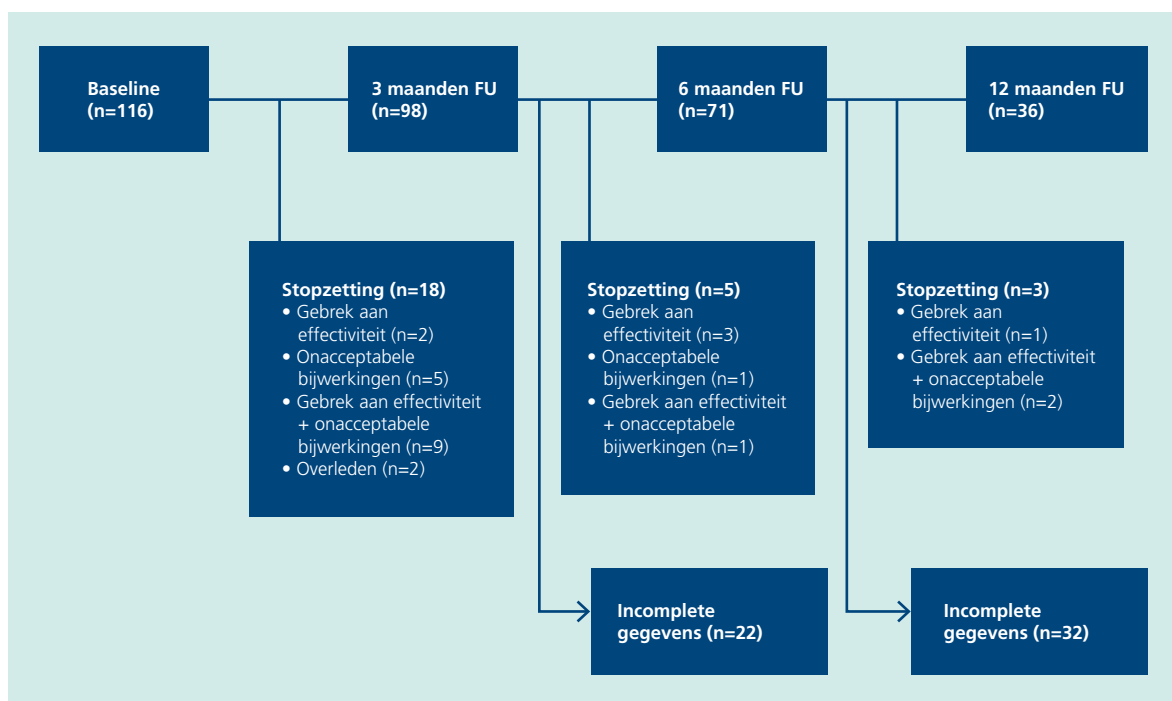 Baseline
(n=116)
3 maanden FU
(n=98)
6 maanden FU
(n=71)
12 maanden FU
(n=36)
Stopzetting (n=18)
• Gebrek aan
effectiviteit (n=2)
• Onacceptabele
bijwerkingen (n=5)
• Gebrek aan effectiviteit
+ onacceptabele
bijwerkingen (n=9)
• Overleden (n=2)
Stopzetting (n=5)
• Gebrek aan
effectiviteit (n=3)
• Onacceptabele
bijwerkingen (n=1)
• Gebrek aan effectiviteit
+ onacceptabele
bijwerkingen (n=1)
Stopzetting (n=3)
• Gebrek aan
effectiviteit (n=1)
• Gebrek aan effectiviteit
+ onacceptabele
bijwerkingen (n=2)
Incomplete
gegevens (n=22)
Incomplete
gegevens (n=32)